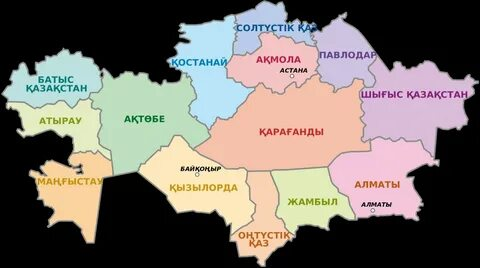 СОЛТҮСТІК ҚАЗ
ҚОСТАНАЙ
АҚМОЛА
АСТАНА
ПАВЛОДАР
БАТЫС
ҚАЗАҚСТАН
ШЫҒЫС ҚАЗАҚСТАН
АТЫРАУ
АҚТӨБЕ
ҚАРАҒАНДЫ
МАҢҒЫСТАУ
БАЙҚОҢЫР
ҚЫЗЫЛОРДА
ЖАМБЫЛ
АЛМАТЫ
АЛМАТЫ
ОҢТҮСТІК
ҚАЗ